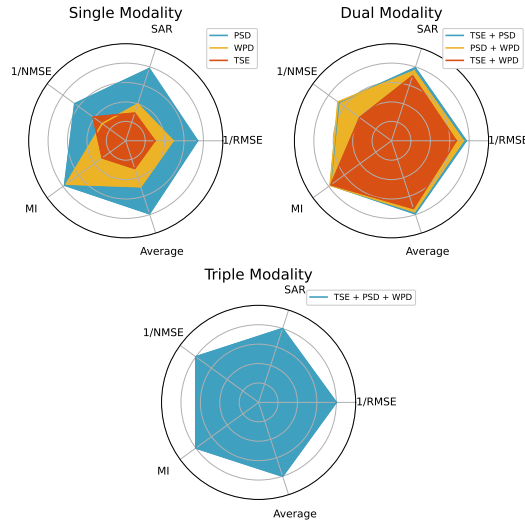 Single Modality
SAR
PSD
WPD
TSE
1/NMSE
1/RMSE
MI
Average
Dual Modality
SAR
TSE + PSD
PSD + WPD
TSE + WPD
1/NMSE
1/RMSE
MI
Average
Triple Modality
SAR
TSE + PSD + WPD
1/NMSE
1/RMSE
MI
Average